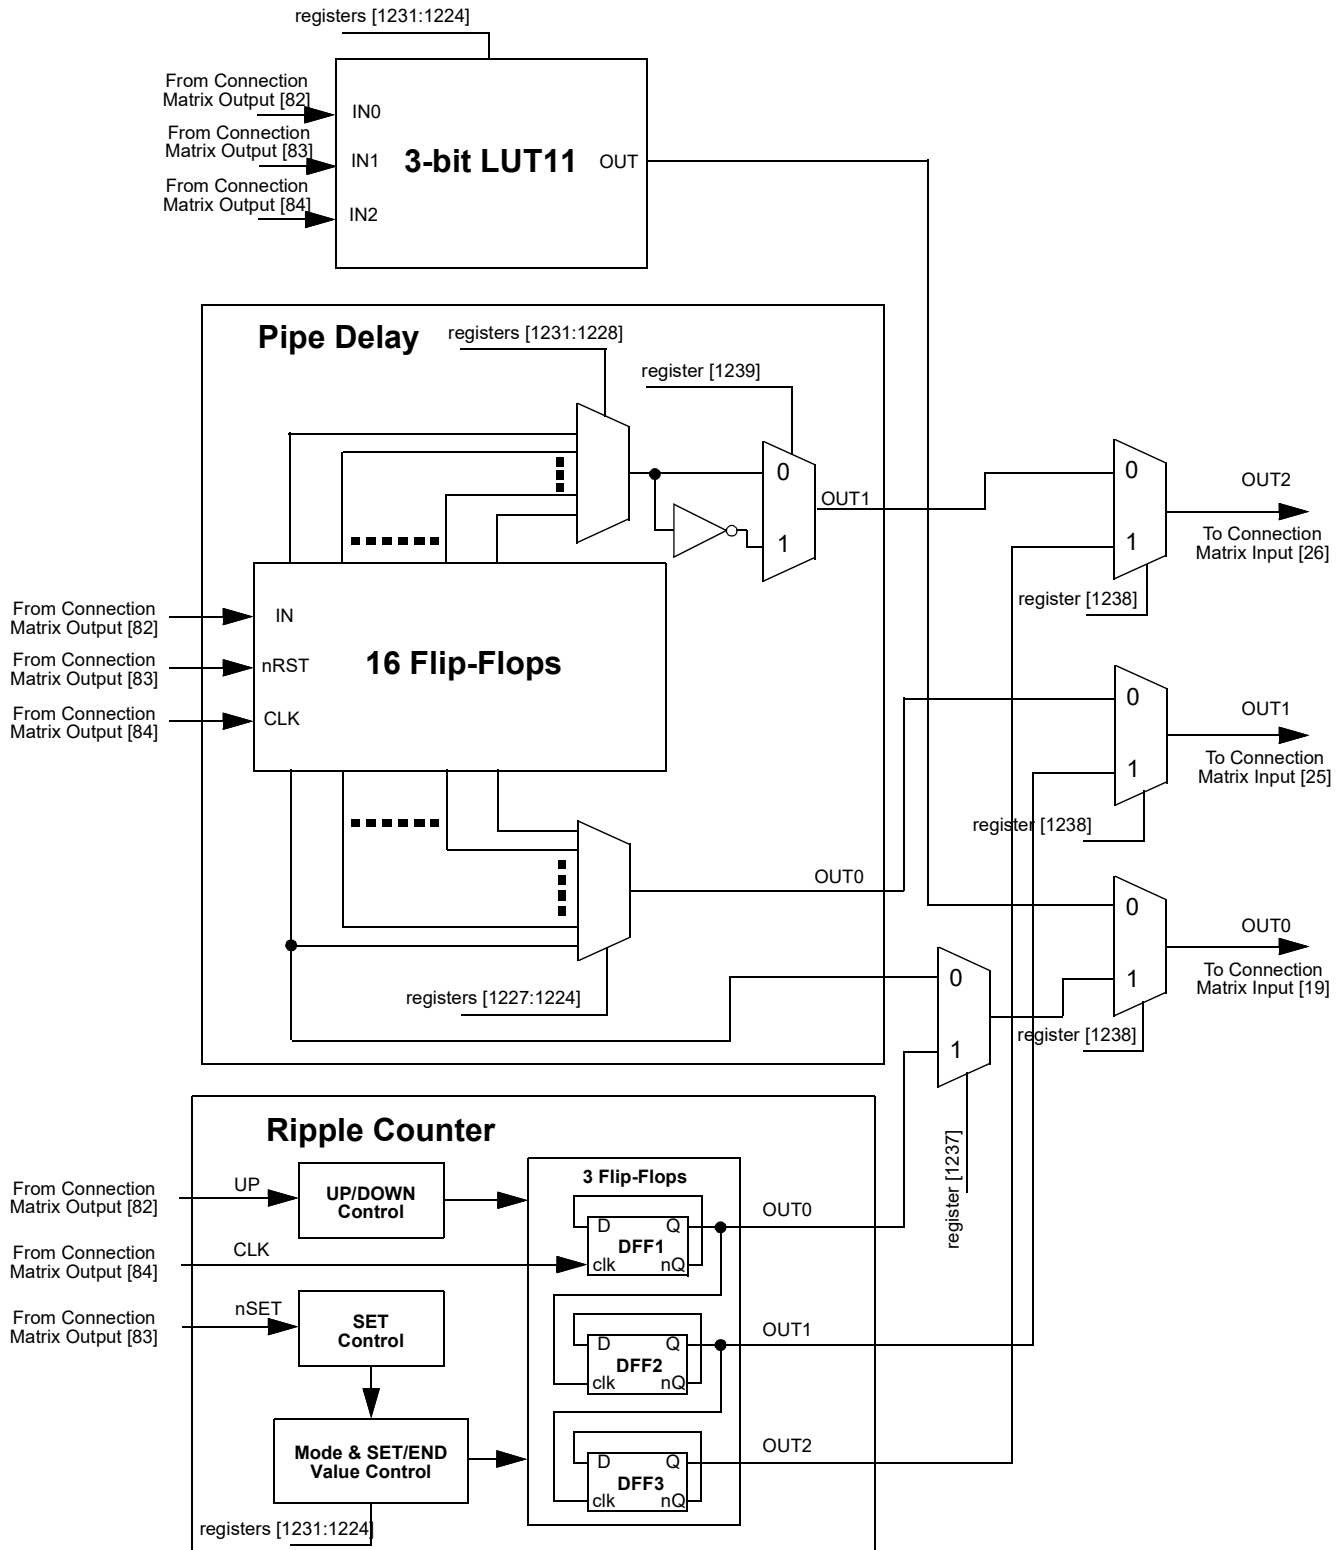 registers [1231:1224]
From Connection
Matrix Output [82]
IN0
From Connection
Matrix Output [83]
IN1
3-bit LUT11
OUT
From Connection
Matrix Output [84]
IN2
Pipe Delay
registers [1231:1228]
register [1239]
0
1
OUT1
0
1
OUT2
To Connection
Matrix Input [26]
register [1238]
From Connection
Matrix Output [82]
IN
From Connection
Matrix Output [83]
nRST
16 Flip-Flops
From Connection
Matrix Output [84]
CLK
0
1
OUT1
To Connection
Matrix Input [25]
register [1238]
OUT0
0
1
OUT0
To Connection
Matrix Input [19]
register [1238]
registers [1227:1224]
0
1
register [1237]
Ripple Counter
From Connection
Matrix Output [82]
UP
UP/DOWN
Control
3 Flip-Flops
D
Q
DFF1
clk
nQ
OUT0
From Connection
Matrix Output [84]
CLK
From Connection
Matrix Output [83]
nSET
SET
Control
D
Q
DFF2
clk
nQ
OUT1
Mode & SET/END
Value Control
D
Q
DFF3
clk
nQ
OUT2
registers [1231:1224]